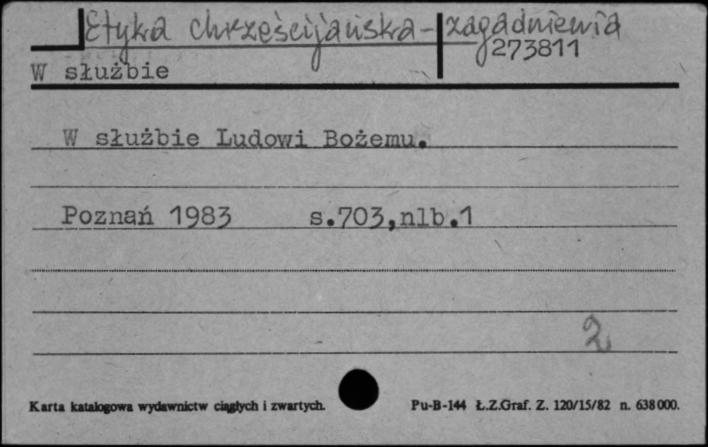 Etyka chrześcijańska - zagadnienia
273811
W służbie
W służbie Ludowi Bożemu.
Poznań 1983 s.703,nlb.1
2
Karta katalogowa wydawnictw ciągłych i zwartych. Pu-B-144 Ł.Z.Graf. Z. 120/15/82 n. 638000.